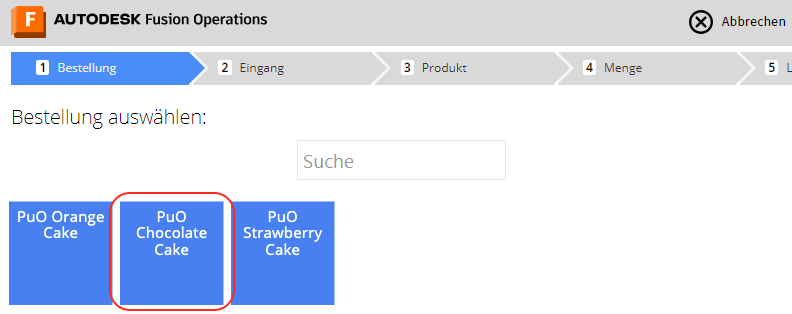 F AUTODESK Fusion Operations
Abbrechen
1 Bestellung
2 Eingang
3 Produkt
4 Menge
5 L
Bestellung auswählen:
Suche
PuO Orange
Cake
PuO
Chocolate
Cake
PuO
Strawberry
Cake